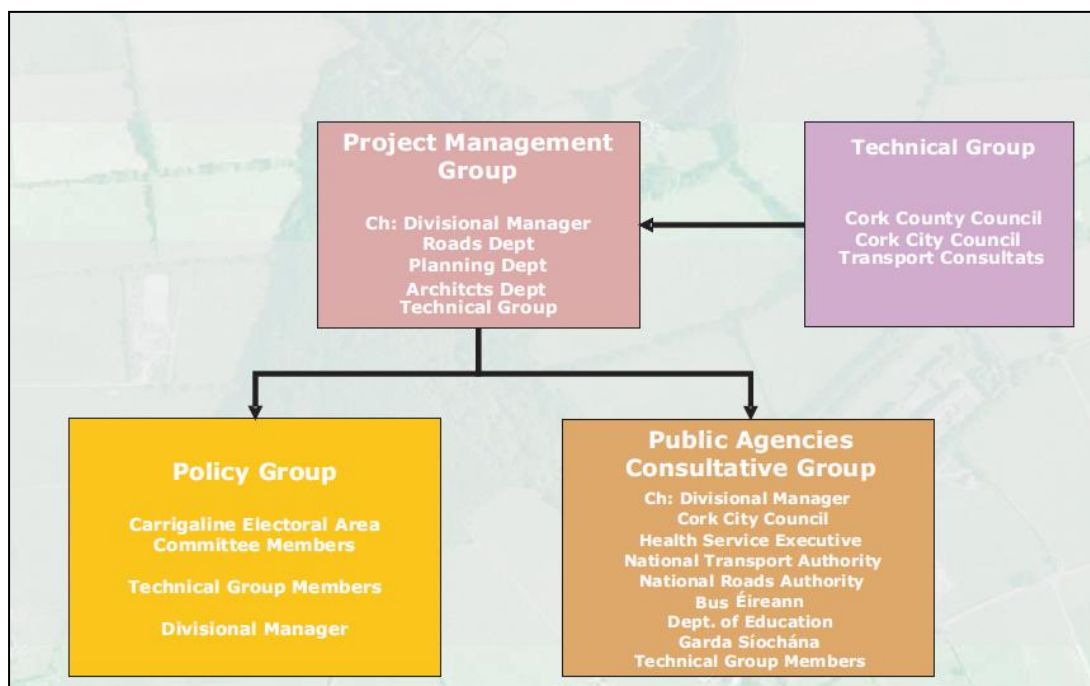 Project Management
Group
Ch: Divisional Manager
Roads Dept
Planning Dept
Architcts Dept
Technical Group
Technical Group
Cork County Council
Cork City Council
Transport Consultats
Policy Group
Carrigaline Electoral Area
Committee Members
Technical Group Members
Divisional Manager
Public Agencies
Consultative Group
Ch: Divisional Manager
Cork City Council
Health Service Executive
National Transport Authority
National Roads Authority
Bus Éireann
Dept. of Education
Garda Síochána
Technical Group Members